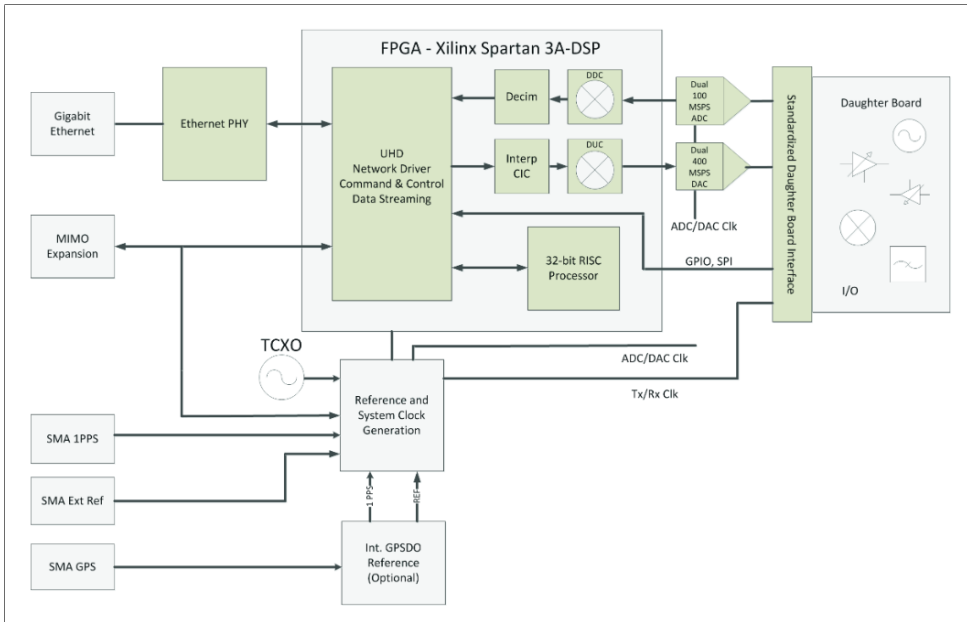 FPGA - Xilinx Spartan 3A-DSP
Gigabit
Ethernet
Ethernet PHY
UHD
Network Driver
Command & Control
Data Streaming
Decim
DDC
Dual
100
MSPS
ADC
Interp
CIC
DUC
Dual
400
MSPS
DAC
ADC/DAC Clk
Standardized Daughter Board Interface
Daughter Board
I/O
MIMO
Expansion
GPIO, SPI
32-bit RISC
Processor
TCXO
ADC/DAC Clk
Tx/Rx Clk
Reference and
System Clock
Generation
SMA 1PPS
SMA Ext Ref
1 PPS
REF
SMA GPS
Int. GPSDO
Reference
(Optional)